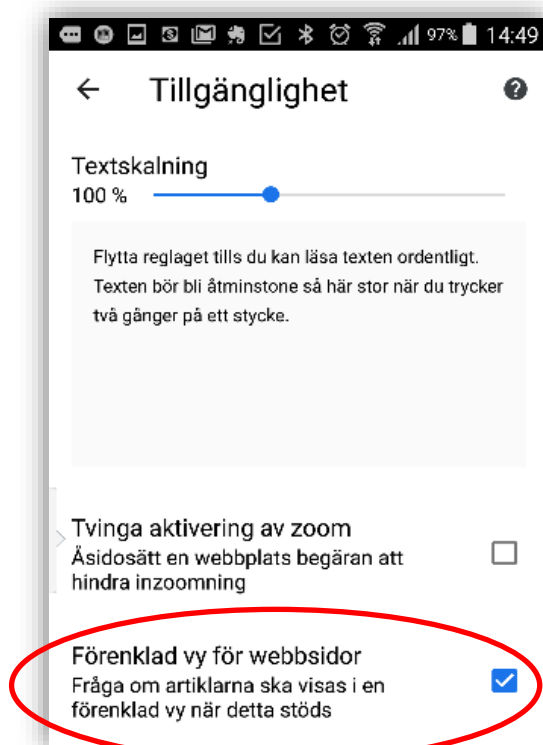 97% 14:49
Tillgänglighet
Textskalning
100 %
Flytta reglaget tills du kan läsa texten ordentligt.
Texten bör bli åtminstone så här stor när du trycker
två gånger på ett stycke.
Tvinga aktivering av zoom
Åsidosätt en webbplats begäran att
hindra inzoomning
Förenklad vy för webbsidor
Fråga om artiklarna ska visas i en
förenklad vy när detta stöds